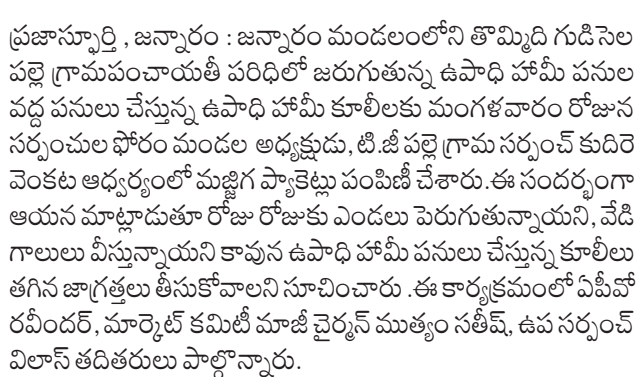 ప్రజాస్ఫూర్తి , జన్నారం : జన్నారం మండలంలోని తొమ్మిది గుడిసెల
పల్లె గ్రామపంచాయతీ పరిధిలో జరుగుతున్న ఉపాధి హామీ పనుల
వద్ద పనులు చేస్తున్న ఉపాధి హామీ కూలీలకు మంగళవారం రోజున
సర్పంచుల ఫోరం మండల అధ్యక్షుడు, టి.జీ పల్లె గ్రామ సర్పంచ్ కుదిరె
వెంకట ఆధ్వర్యంలో మజ్జిగ ప్యాకెట్లు పంపిణీ చేశారు.ఈ సందర్భంగా
ఆయన మాట్లాడుతూ రోజు రోజుకు ఎండలు పెరుగుతున్నాయని, వేడి
గాలులు వీస్తున్నాయని కావున ఉపాధి హామీ పనులు చేస్తున్న కూలీలు
తగిన జాగ్రత్తలు తీసుకోవాలని సూచించారు .ఈ కార్యక్రమంలో ఏపీవో
రవీందర్, మార్కెట్ కమిటీ మాజీ చైర్మన్ ముత్యం సతీష్, ఉప సర్పంచ్
విలాస్ తదితరులు పాల్గొన్నారు.